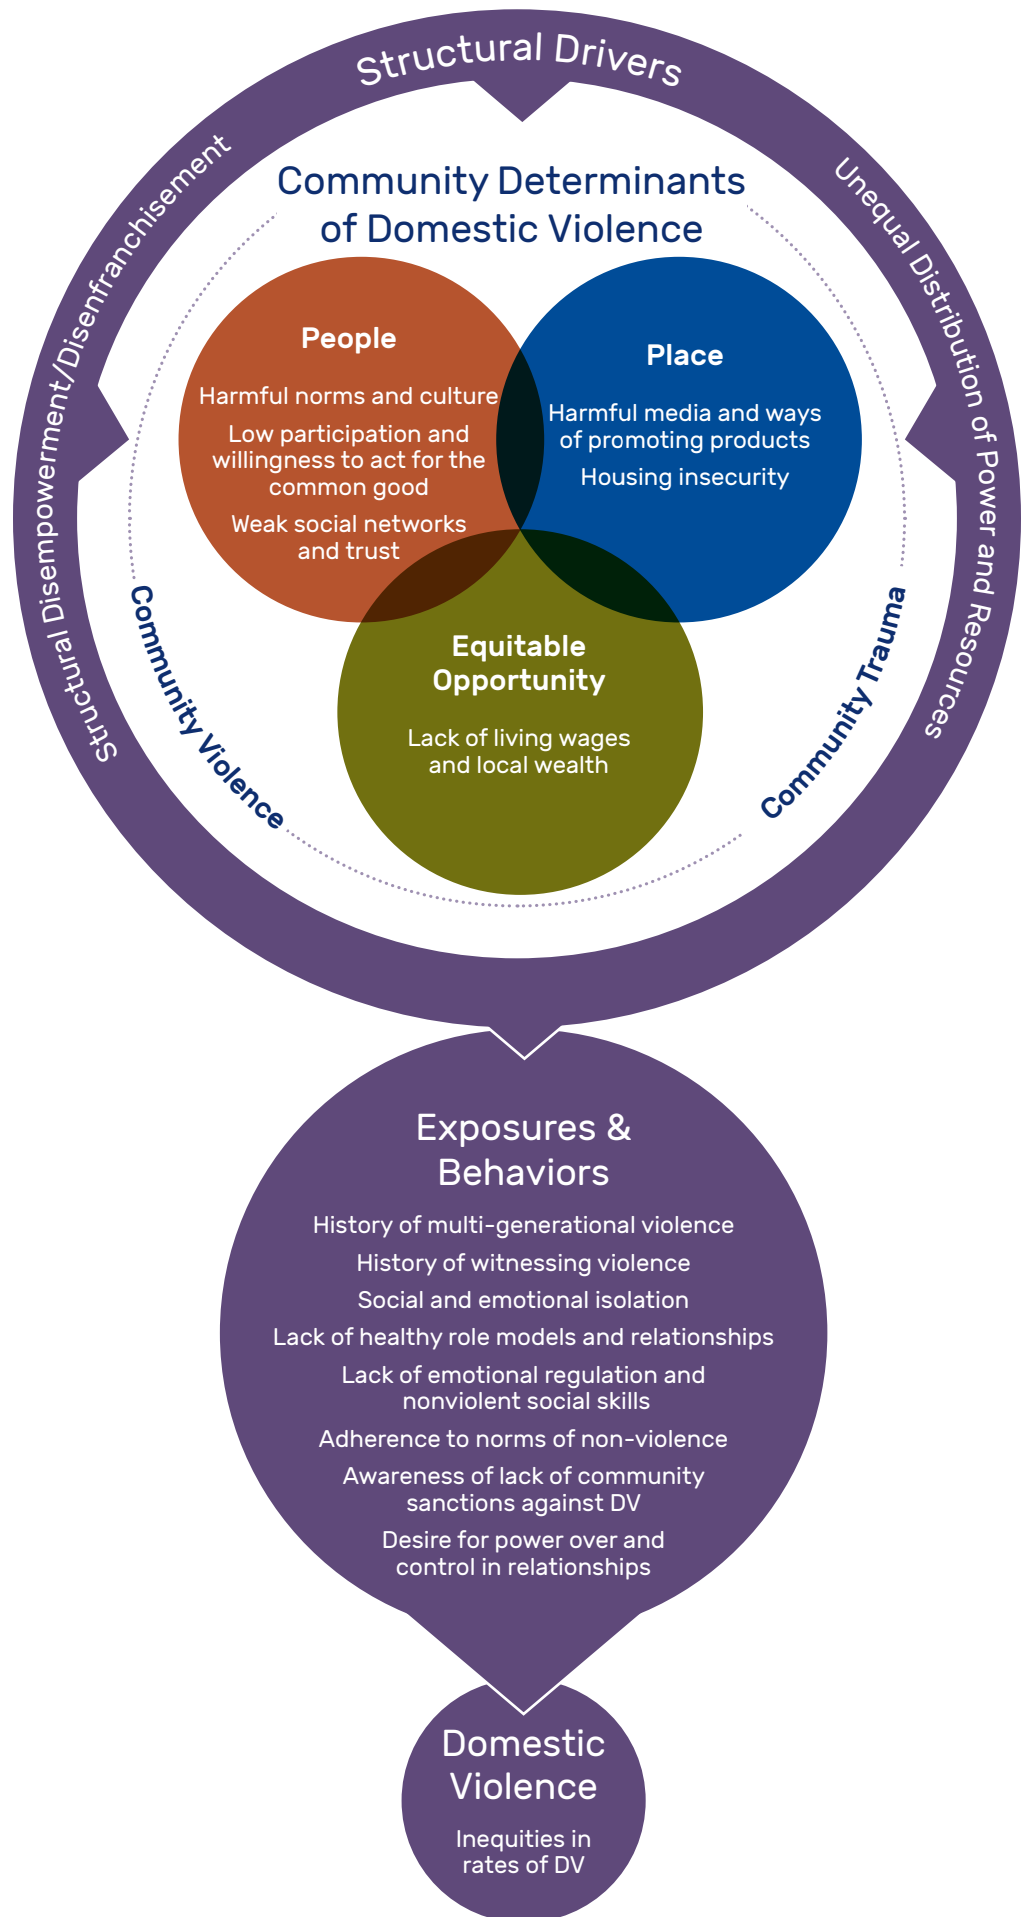 Structural Drivers
Structural Disempowerment/Disenfranchisement
Unequal Distribution of Power and Resources
Community Determinants
of Domestic Violence
People
Harmful norms and culture
Low participation and
willingness to act for the
common good
Weak social networks
and trust
Place
Harmful media and ways
of promoting products
Housing insecurity
Equitable
Opportunity
Lack of living wages
and local wealth
Community Violence
Community Trauma
Exposures &
Behaviors
History of multi-generational violence
History of witnessing violence
Social and emotional isolation
Lack of healthy role models and relationships
Lack of emotional regulation and
nonviolent social skills
Adherence to norms of non-violence
Awareness of lack of community
sanctions against DV
Desire for power over and
control in relationships
Domestic
Violence
Inequities in
rates of DV